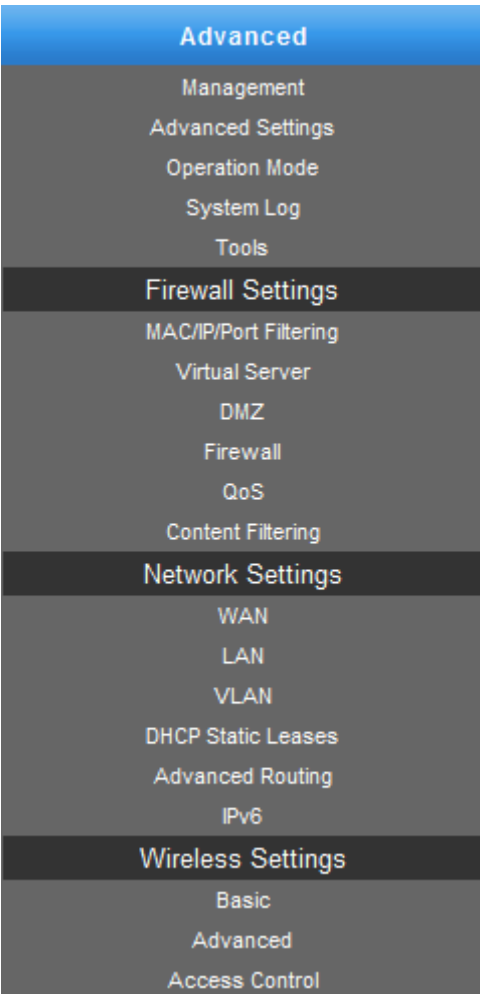 Advanced
Management
Advanced Settings
Operation Mode
System Log
Tools
Firewall Settings
MAC/IP/Port Filtering
Virtual Server
DMZ
Firewall
QoS
Content Filtering
Network Settings
WAN
LAN
VLAN
DHCP Static Leases
Advanced Routing
IPv6
Wireless Settings
Basic
Advanced
Access Control